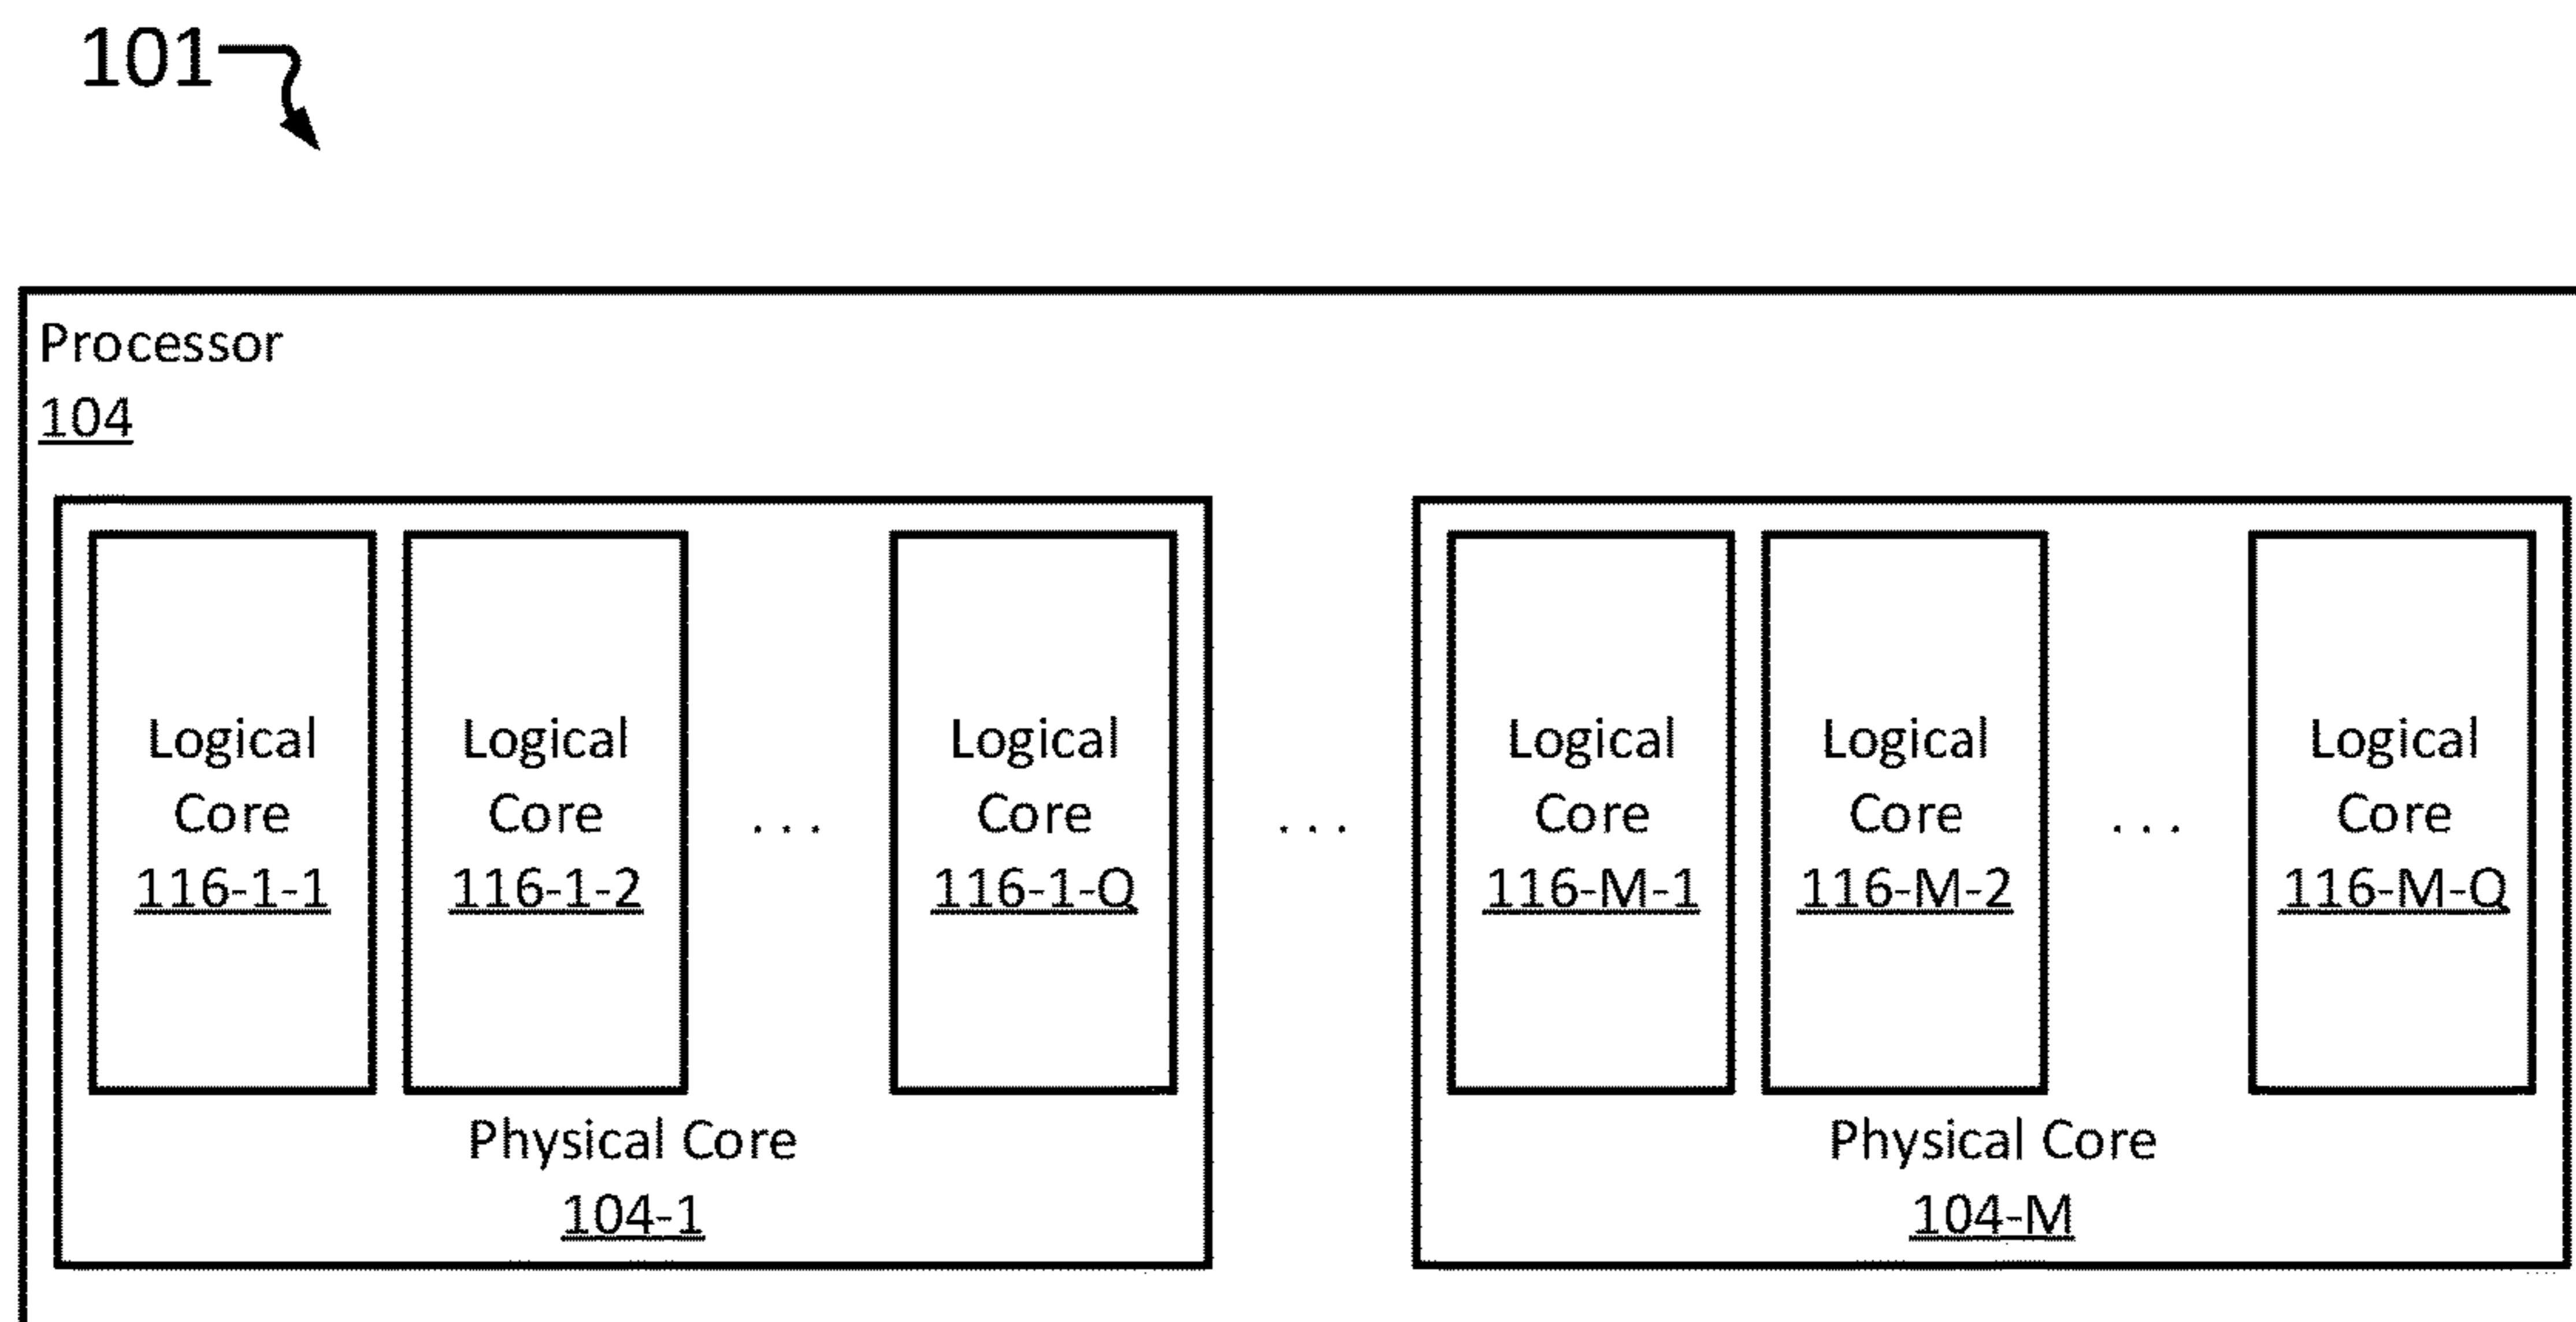 101
Processor
104
Logical
Core
116-1-1
Logical
Core
116-1-2
. . .
Logical
Core
116-1-Q
. . .
Logical
Core
116-M-1
Logical
Core
116-M-2
. . .
Logical
Core
116-M-Q
Physical Core
104-1
Physical Core
104-M